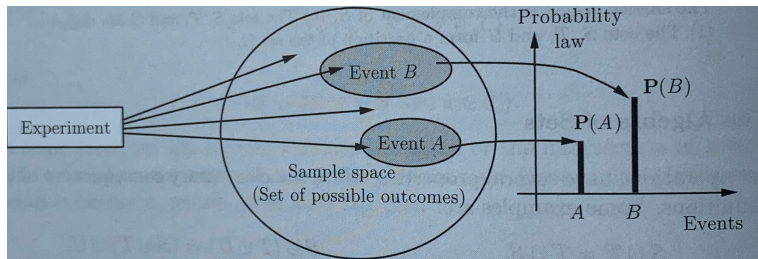 Probability
law
Event B
P(B)
Experiment
P(A)
Event A
Sample space
(Set of possible outcomes)
A
B
Events